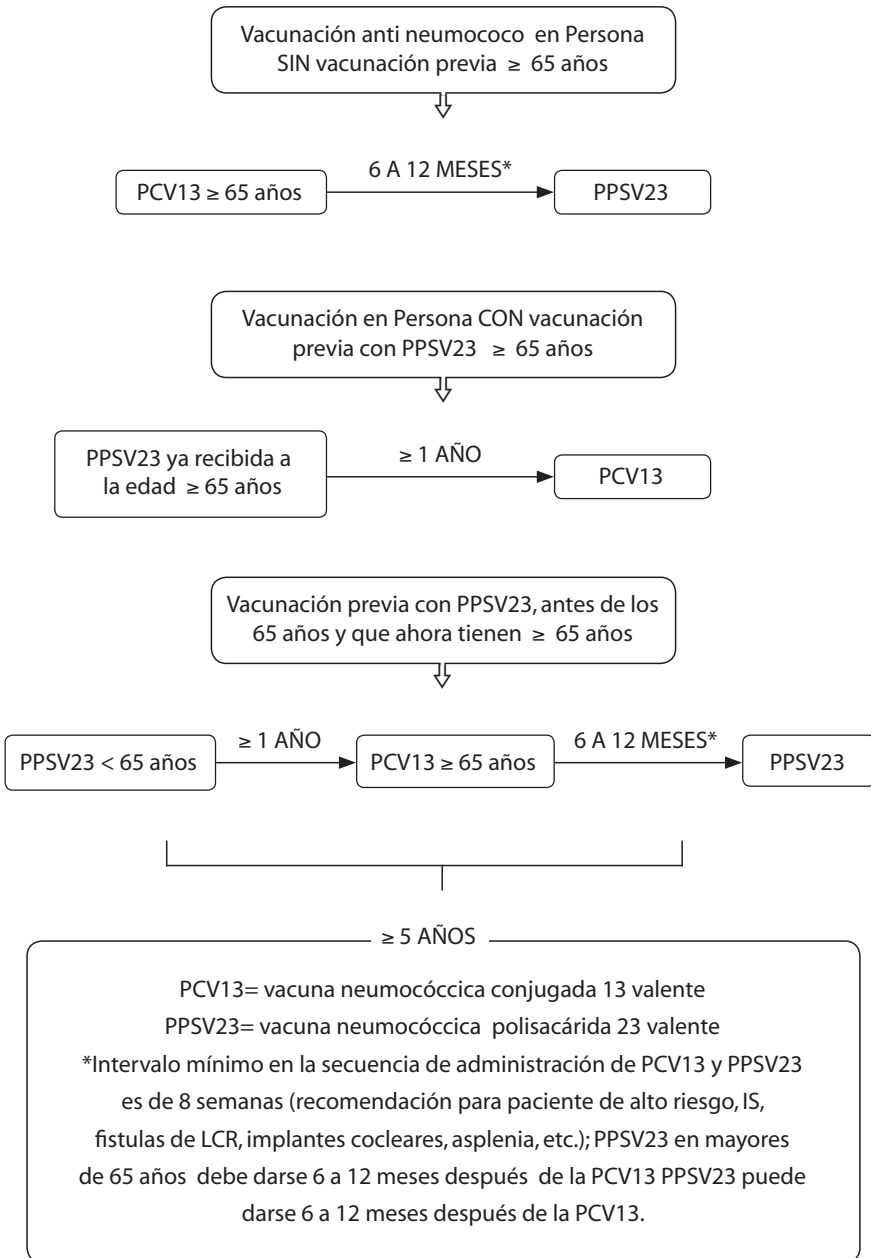 Vacunación anti neumococo en Persona
SIN vacunación previa ≥ 65 años
6 A 12 MESES*
PCV13 ≥ 65 años
PPSV23
Vacunación en Persona CON vacunación
previa con PPSV23 ≥ 65 años
PPSV23 ya recibida a
la edad ≥ 65 años
≥ 1 AÑO
PCV13
Vacunación previa con PPSV23, antes de los
65 años y que ahora tienen ≥ 65 años
PPSV23 < 65 años
≥ 1 AÑO
PCV13 ≥ 65 años
6 A 12 MESES*
PPSV23
≥ 5 AÑOS
PCV13= vacuna neumocóccica conjugada 13 valente
PPSV23= vacuna neumocóccica polisacárida 23 valente
*Intervalo mínimo en la secuencia de administración de PCV13 y PPSV23
es de 8 semanas (recomendación para paciente de alto riesgo, IS,
fistulas de LCR, implantes cocleares, asplenia, etc.); PPSV23 en mayores
de 65 años debe darse 6 a 12 meses después de la PCV13 PPSV23 puede
darse 6 a 12 meses después de la PCV13.